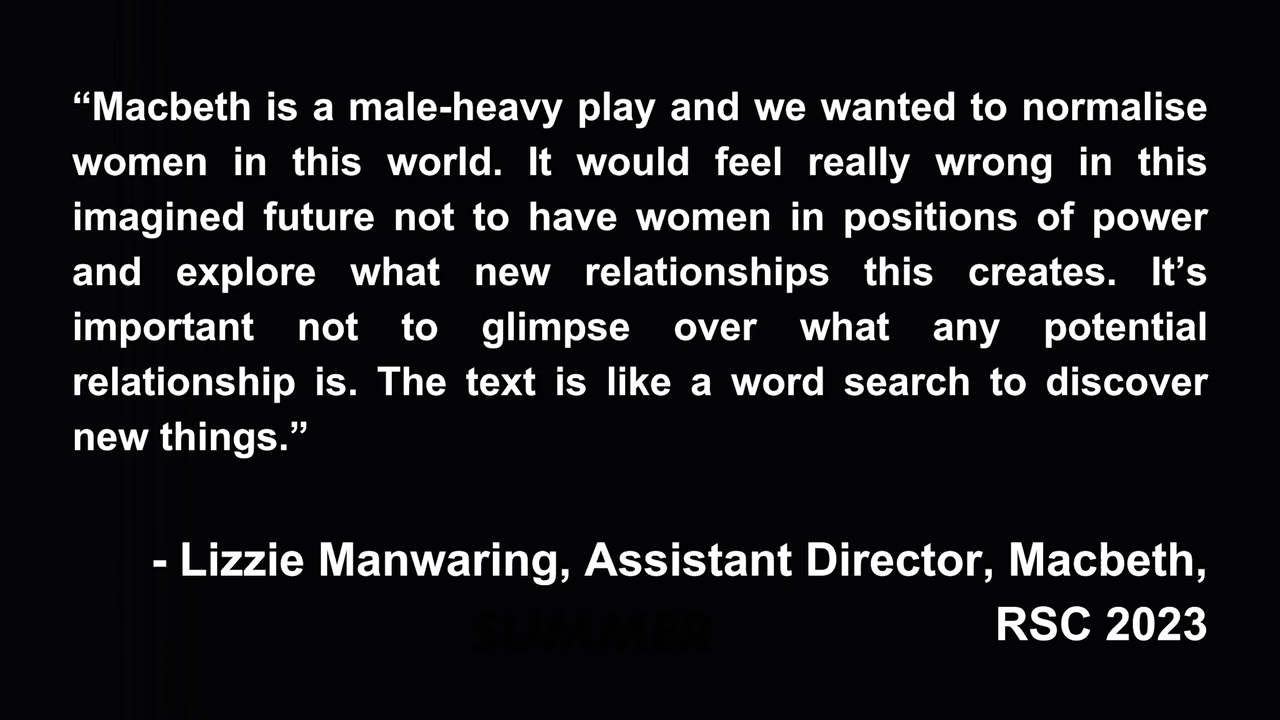 “Macbeth is a male-heavy play and we wanted to normalise
women in this world. It would feel really wrong in this
imagined future not to have women in positions of power
and explore what new relationships this creates. It’s
important not to glimpse over what any potential
relationship is. The text is like a word search to discover
new things.”
- Lizzie Manwaring, Assistant Director, Macbeth,
RSC 2023
SUMMER